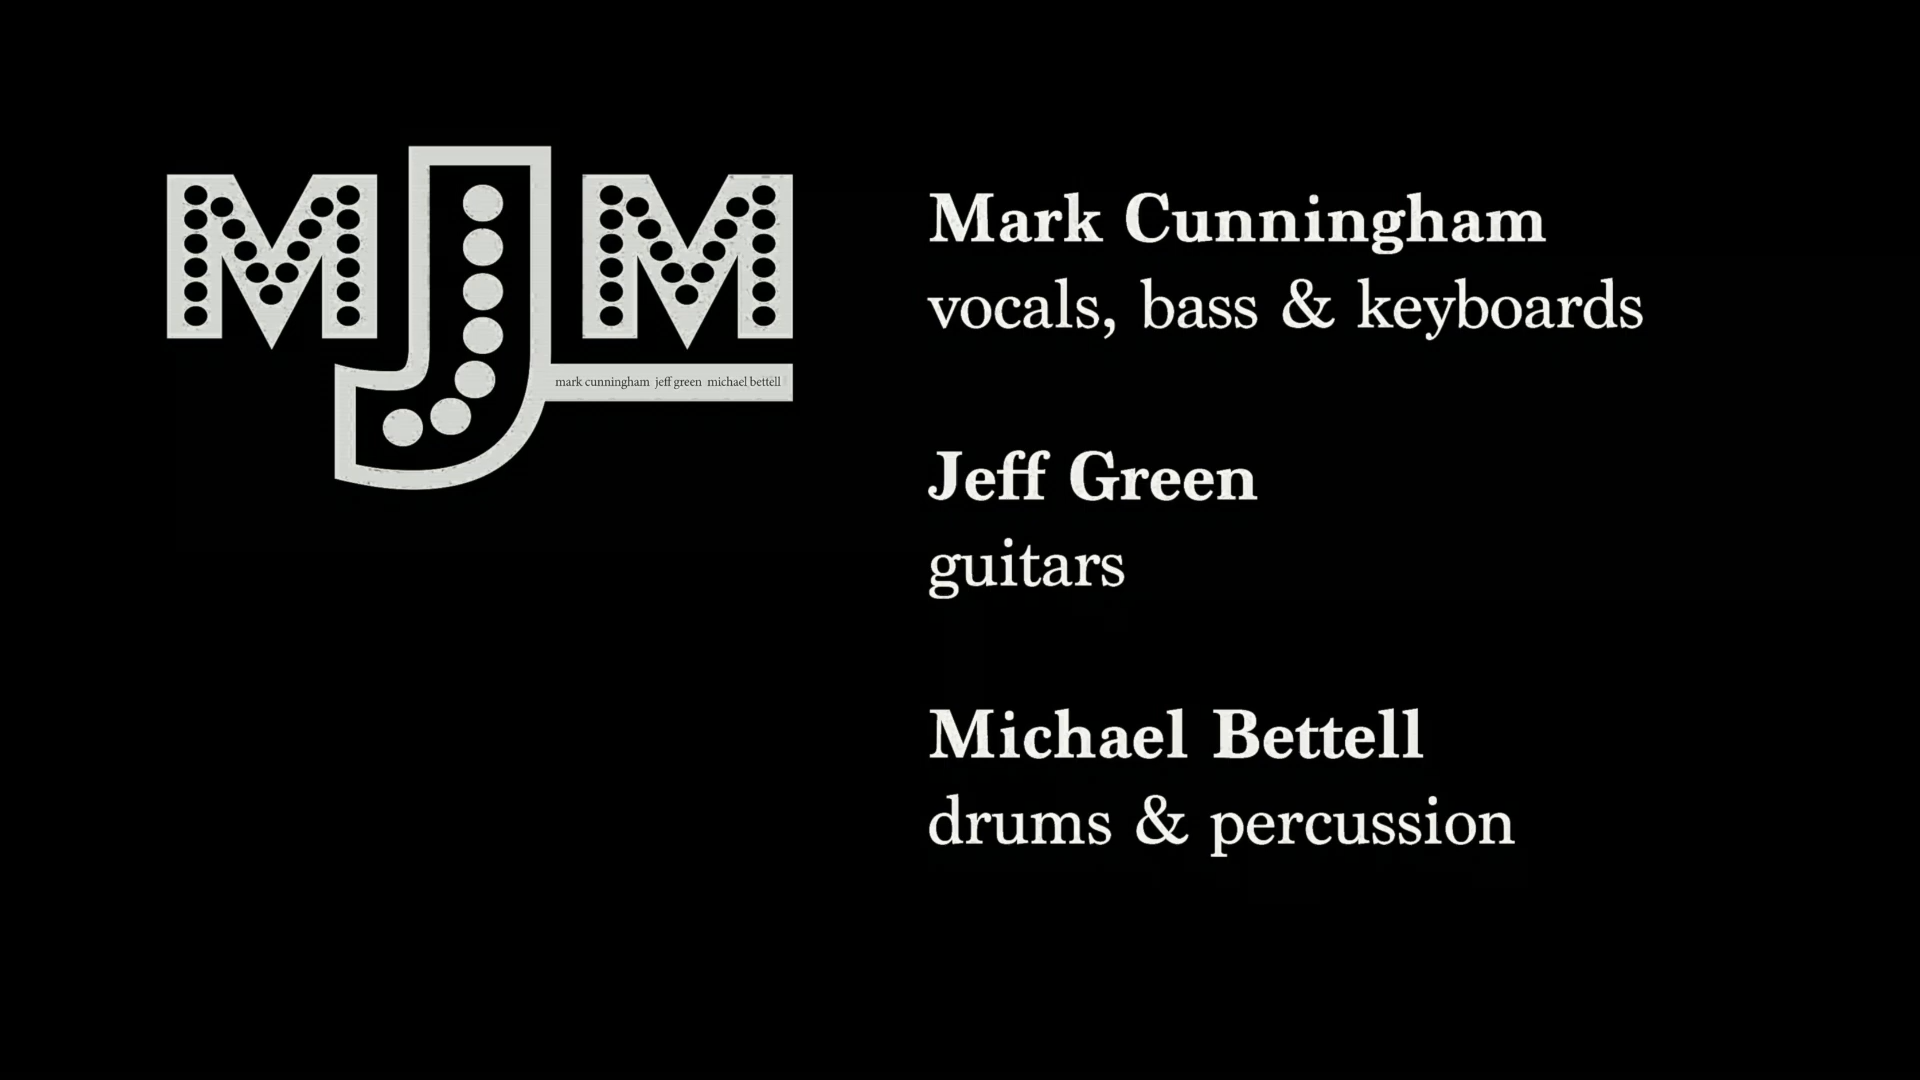 MJM
mark cunningham jeff green michael bettell
Mark Cunningham
vocals, bass & keyboards
Jeff Green
guitars
Michael Bettell
drums & percussion